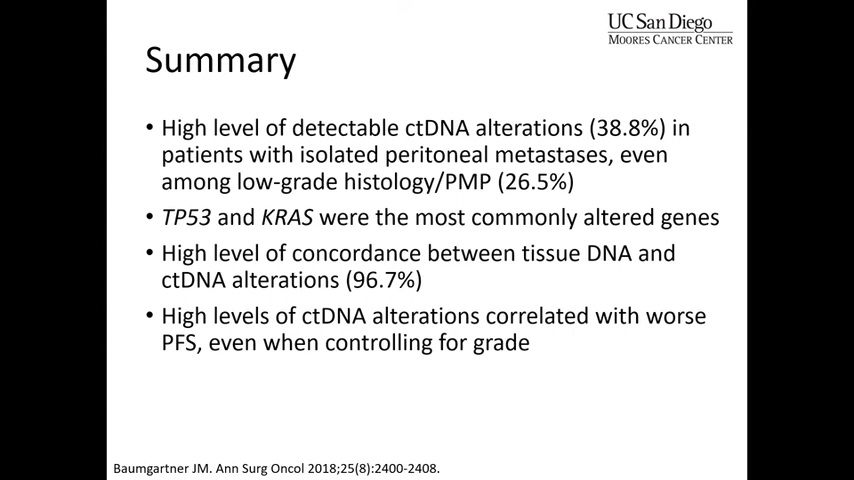 UC San Diego
MOORES CANCER CENTER
Summary
• High level of detectable ctDNA alterations (38.8%) in
patients with isolated peritoneal metastases, even
among low-grade histology/PMP (26.5%)
• TP53 and KRAS were the most commonly altered genes
• High level of concordance between tissue DNA and
ctDNA alterations (96.7%)
• High levels of ctDNA alterations correlated with worse
PFS, even when controlling for grade
Baumgartner JM. Ann Surg Oncol 2018;25(8):2400-2408.